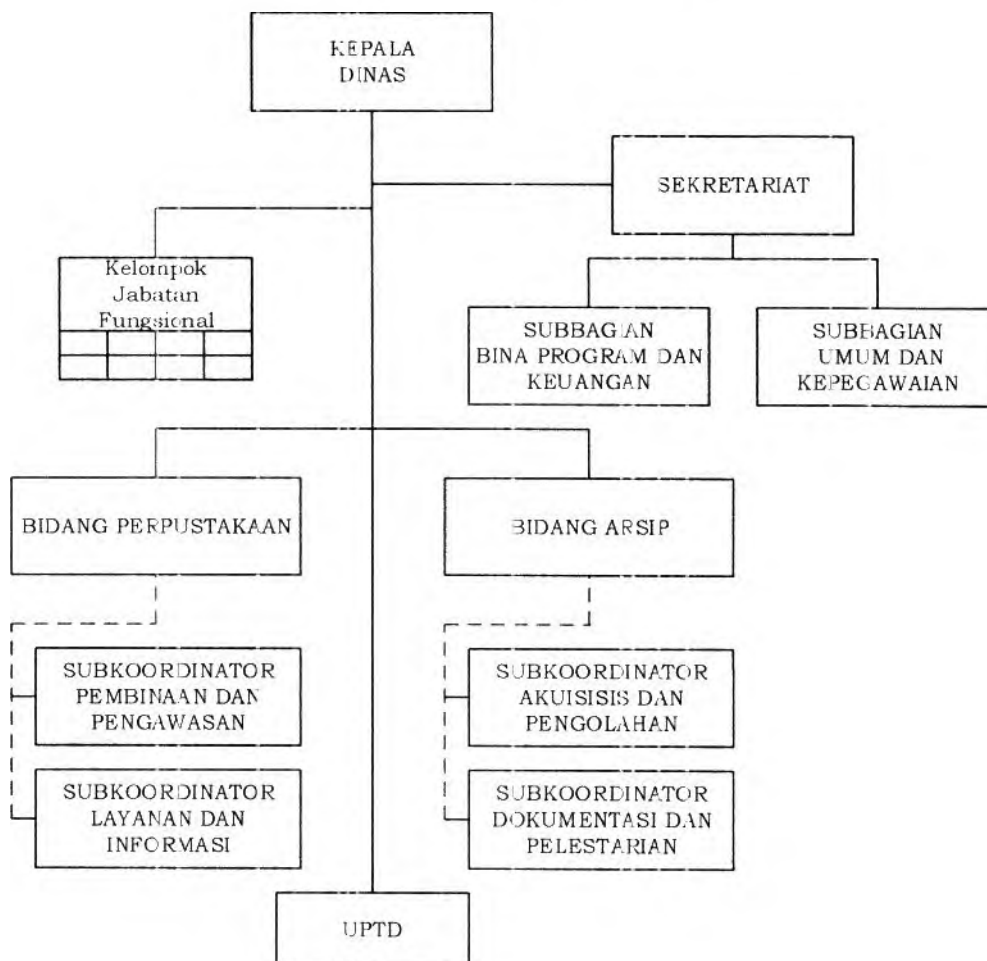 KEPALA
DINAS
SEKRETARIAT
Kelompok
Jabatan
Fungsional
SUBBAGIAN
BINA PROGRAM DAN
KEUANGAN
SUBBAGIAN
UMUM DAN
KEPEGAWAIAN
BIDANG PERPUSTAKAAN
BIDANG ARSIP
SUBKOORDINATOR
PEMBINAAN DAN
PENGAWASAN
SUBKOORDINATOR
AKUISISIS DAN
PENGOLAHAN
SUBKOORDINATOR
LAYANAN DAN
INFORMASI
SUBKOORDINATOR
DOKUMENTASI DAN
PELESTARIAN
UPTD